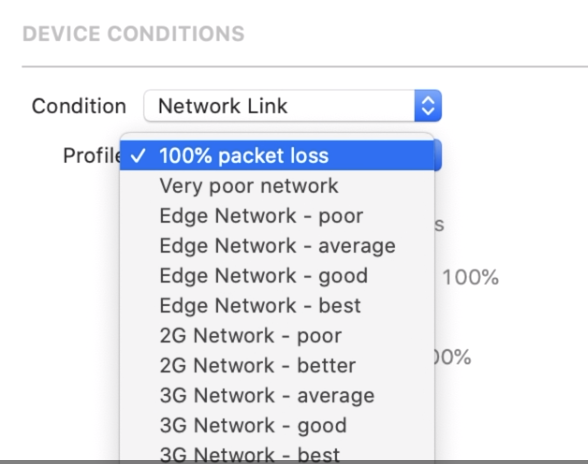 DEVICE CONDITIONS
Condition Network Link
Profile ✓ 100% packet loss
Very poor network
Edge Network - poor
s
Edge Network - average
Edge Network - good 100%
Edge Network - best
2G Network - poor
2G Network - better 00%
3G Network - average
3G Network - good
3G Network - best